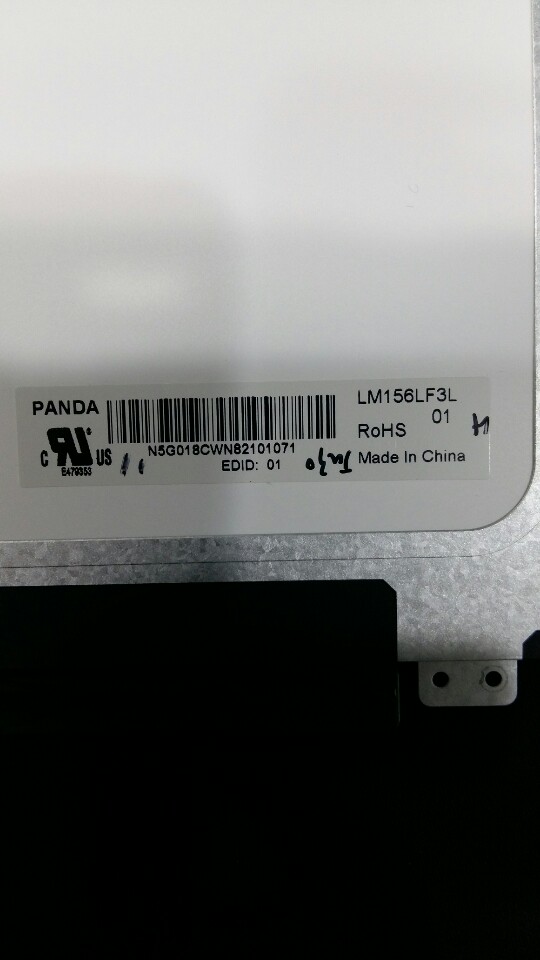 PANDA
LM156LF3L
01
RoHS
C US
E479353
N5G018CWN82101071
EDID: 01
Made In China